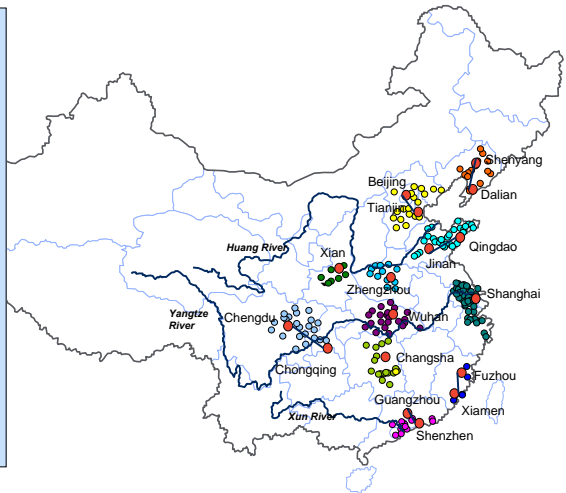 Shenyang
Beijing
Dalian
Tianjin
Qingdao
Huang River
Xian
Jinan
Zhengzhou
Shanghai
Yangtze
River
Chengdu
Wuhan
Changsha
Chongqing
Fuzhou
Guangzhou
Xiamen
Xun River
Shenzhen